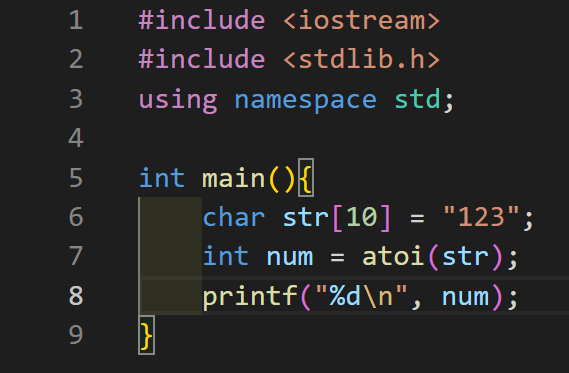 1 #include <iostream>
2 #include <stdlib.h>
3 using namespace std;
4
5 int main(){
6     char str[10] = "123";
7     int num = atoi(str);
8     printf("%d\n", num);
9 }